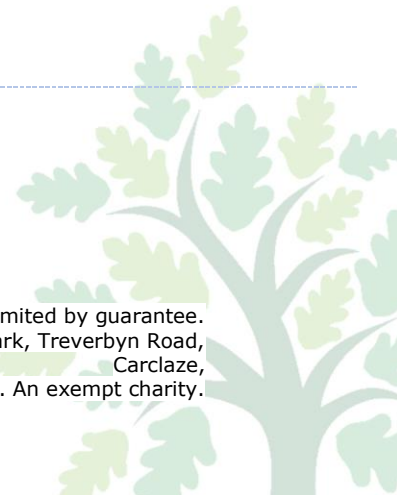 mited by guarantee.
ark, Treverbyn Road,
Carclaze,
. An exempt charity.